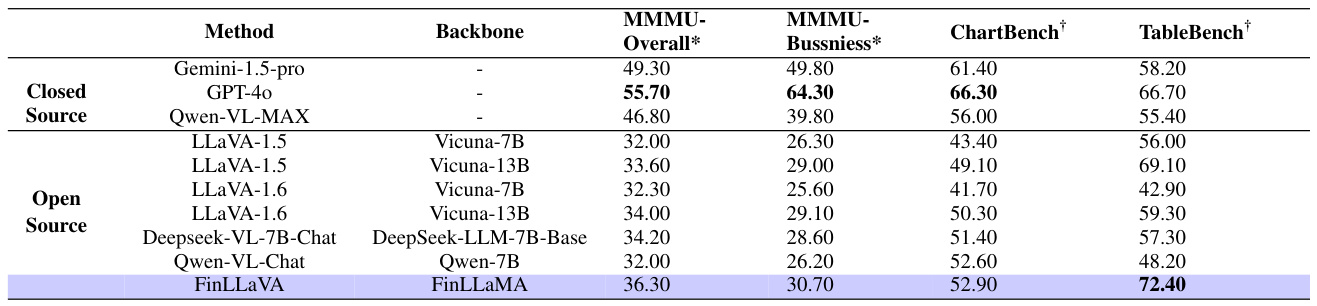 Method Backbone MMMU-Overall* MMMU-Bussniess* ChartBench† TableBench†
Closed Source
Gemini-1.5-pro - 49.30 49.80 61.40 58.20
GPT-4o - 55.70 64.30 66.30 66.70
Qwen-VL-MAX - 46.80 39.80 56.00 55.40
Open Source
LLaVA-1.5 Vicuna-7B 32.00 26.30 43.40 56.00
LLaVA-1.5 Vicuna-13B 33.60 29.00 49.10 69.10
LLaVA-1.6 Vicuna-7B 32.30 25.60 41.70 42.90
LLaVA-1.6 Vicuna-13B 34.00 29.10 50.30 59.30
Deepseek-VL-7B-Chat DeepSeek-LLM-7B-Base 34.20 28.60 51.40 57.30
Qwen-VL-Chat Qwen-7B 32.00 26.20 52.60 48.20
FinLLaVA FinLLaMA 36.30 30.70 52.90 72.40